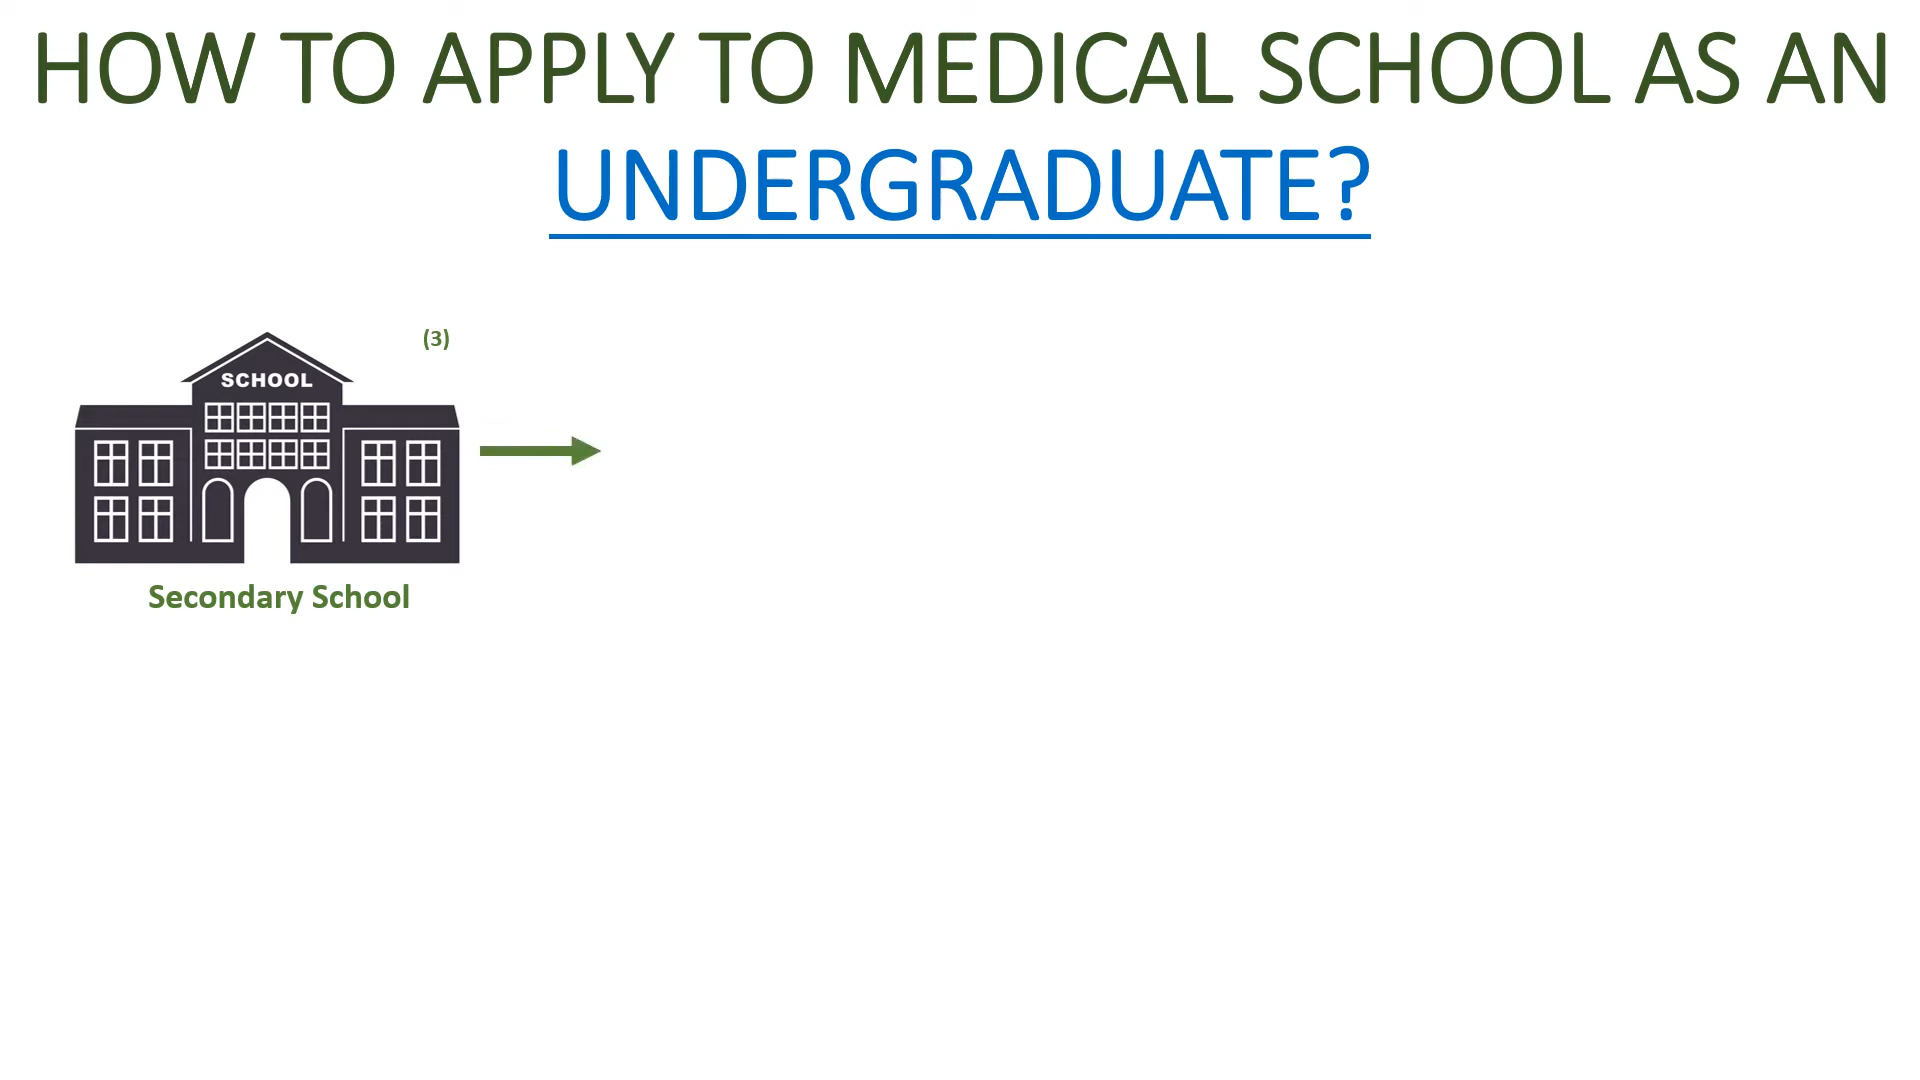 HOW TO APPLY TO MEDICAL SCHOOL AS AN
UNDERGRADUATE?
(3)
SCHOOL
Secondary School